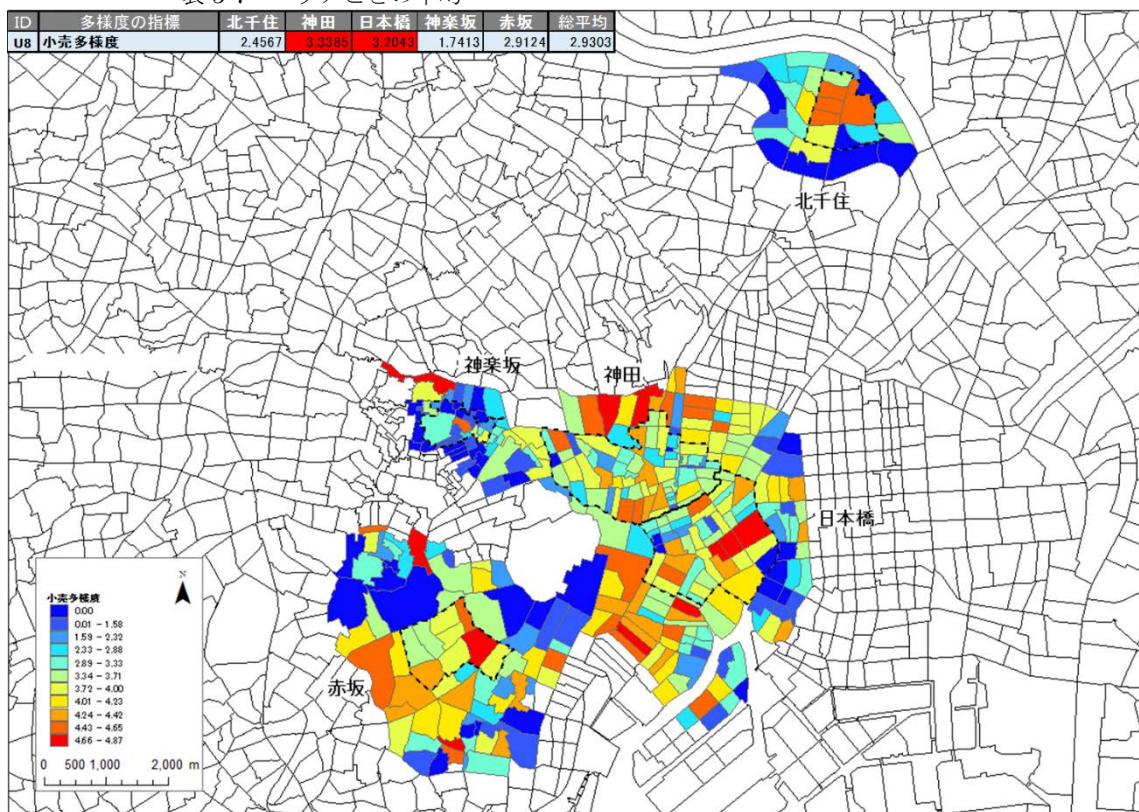 ID 多様度の指標 北千住 神田 日本橋 神楽坂 赤坂 総平均
U8 小売多様度 2.4567 3.3385 3.2043 1.7413 2.9124 2.9303
北千住
神楽坂
神田
日本橋
赤坂
N
小売多様度
0.00
0.01 - 1.58
1.59 - 2.32
2.33 - 2.88
2.89 - 3.33
3.34 - 3.71
3.72 - 4.00
4.01 - 4.23
4.24 - 4.42
4.43 - 4.65
4.66 - 4.87
0 500 1,000 2,000 m